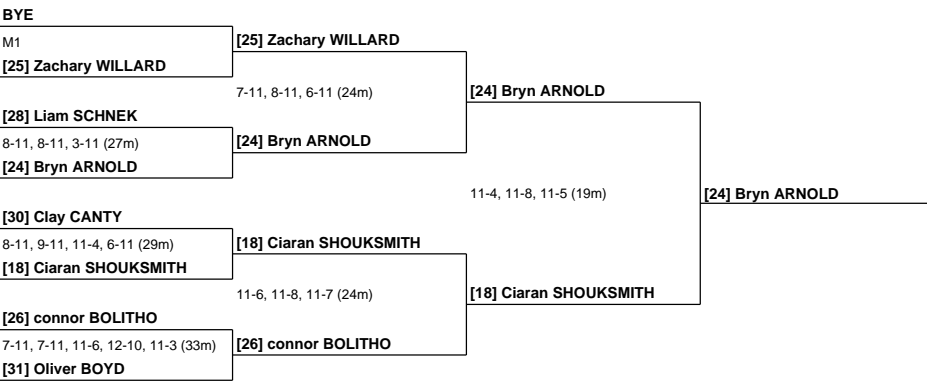 BYE
M1
[25] Zachary WILLARD
[28] Liam SCHNEK
8-11, 8-11, 3-11 (27m)
[24] Bryn ARNOLD
[30] Clay CANTY
8-11, 9-11, 11-4, 6-11 (29m)
[18] Ciaran SHOUKSMITH
[26] connor BOLITHO
7-11, 7-11, 11-6, 12-10, 11-3 (33m)
[31] Oliver BOYD
[25] Zachary WILLARD
7-11, 8-11, 6-11 (24m)
[24] Bryn ARNOLD
[18] Ciaran SHOUKSMITH
11-6, 11-8, 11-7 (24m)
[26] connor BOLITHO
[24] Bryn ARNOLD
11-4, 11-8, 11-5 (19m)
[18] Ciaran SHOUKSMITH
[24] Bryn ARNOLD